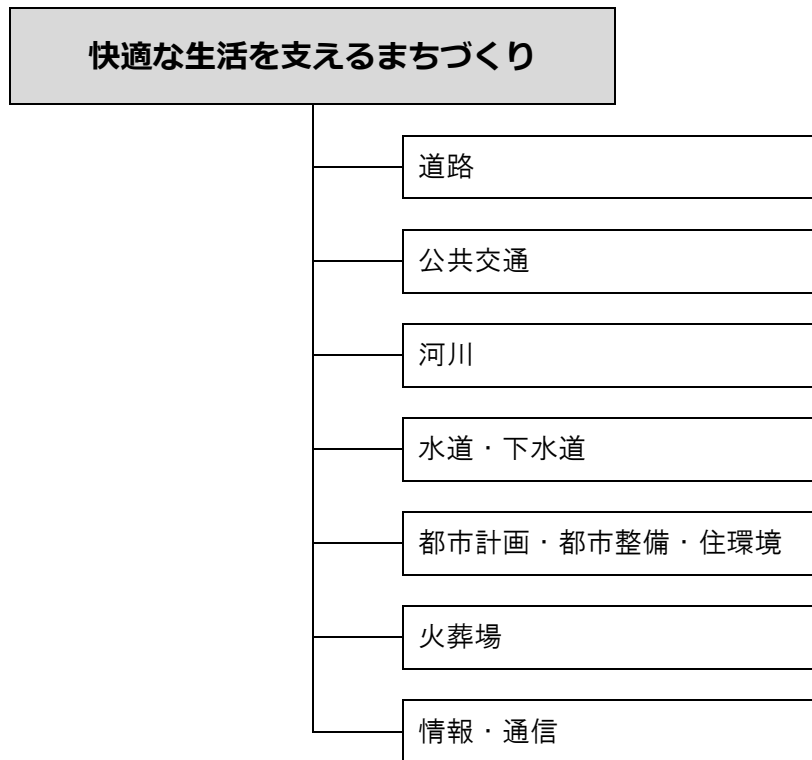 快適な生活を支えるまちづくり
道路
公共交通
河川
水道・下水道
都市計画・都市整備・住環境
火葬場
情報・通信